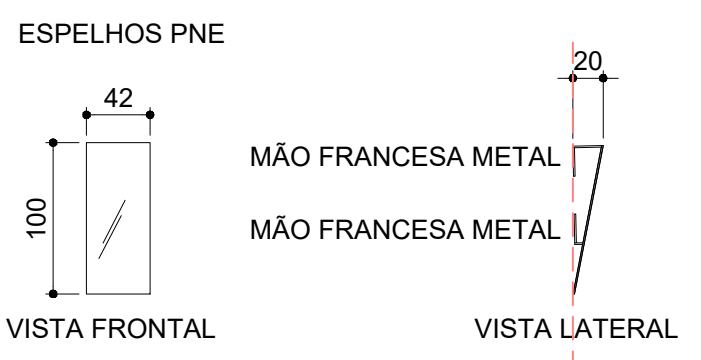 ESPELHOS PNE
42
20
100
MÃO FRANCESA METAL
MÃO FRANCESA METAL
VISTA FRONTAL
VISTA LATERAL